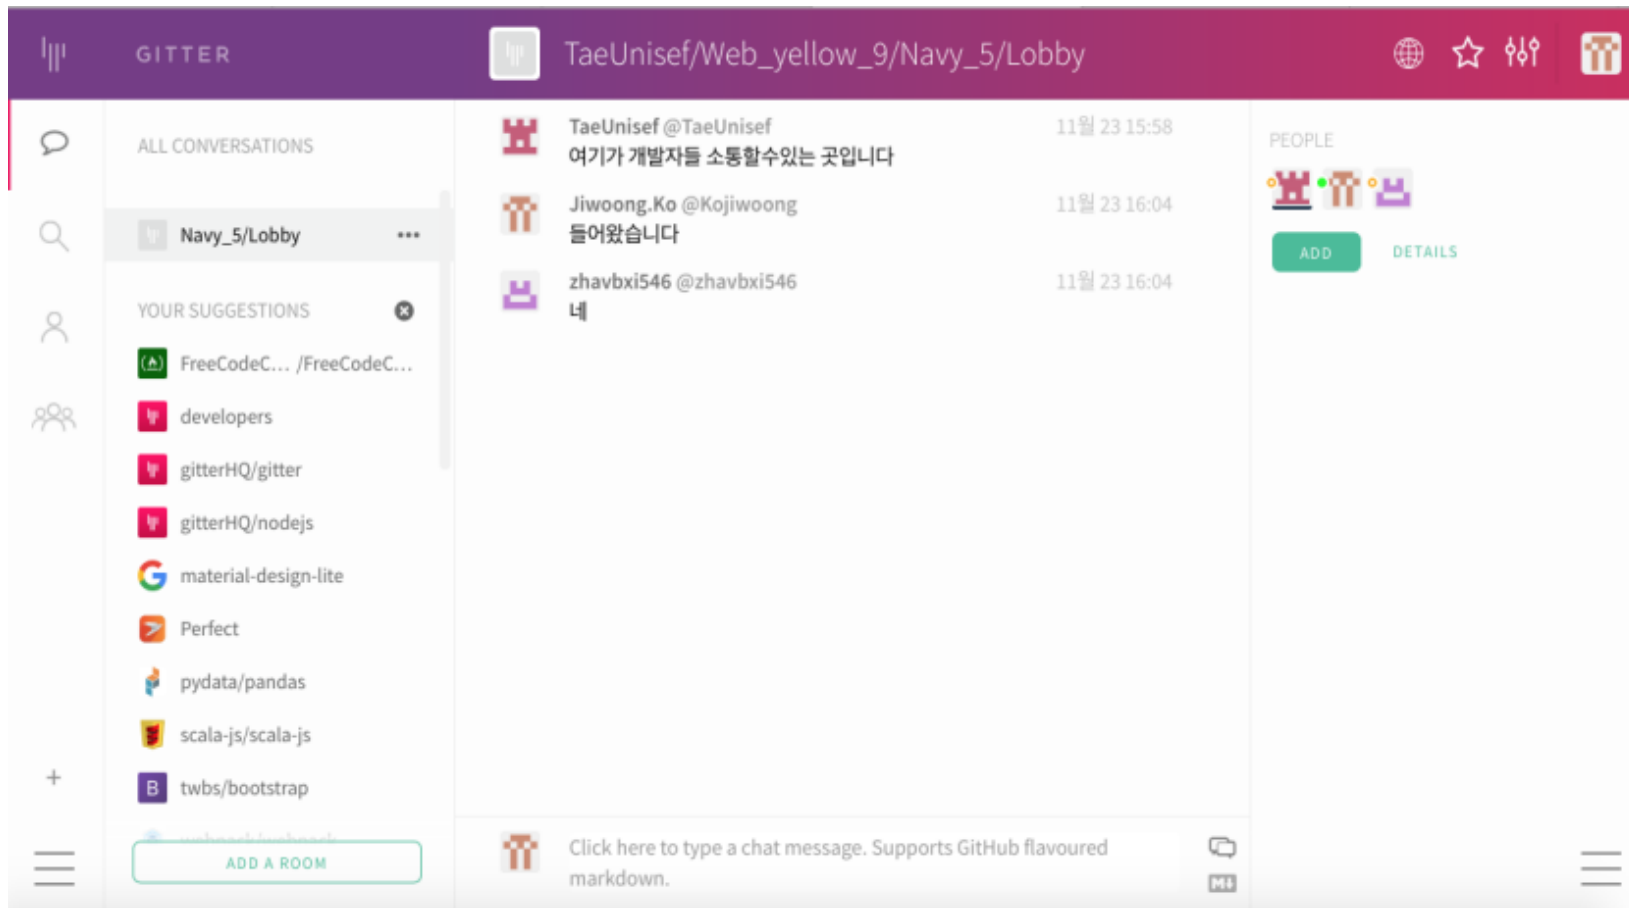 GITTER
TaeUnisef/Web_yellow_9/Navy_5/Lobby
ALL CONVERSATIONS
Navy_5/Lobby
YOUR SUGGESTIONS
FreeCodeC... /FreeCodeC...
developers
gitterHQ/gitter
gitterHQ/nodejs
material-design-lite
Perfect
pydata/pandas
scala-js/scala-js
B twbs/bootstrap
webpack/webpack
ADD A ROOM
TaeUnisef @TaeUnisef 11월 23 15:58
여기가 개발자들 소통할수있는 곳입니다
Jiwoong.Ko @Kojiwoong 11월 23 16:04
들어왔습니다
zhavbxi546 @zhavbxi546 11월 23 16:04
네
Click here to type a chat message. Supports GitHub flavoured
markdown.
M
PEOPLE
ADD DETAILS